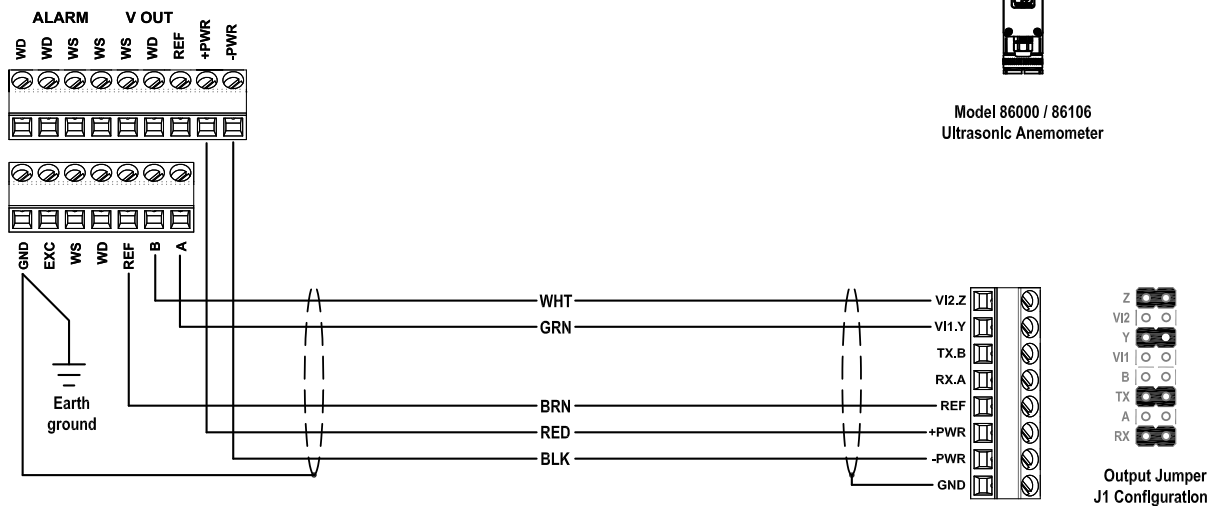 ALARM V OUT
WD WD WS WS WS WD REF +PWR -PWR
Model 86000 / 86106
Ultrasonic Anemometer
GND EXC WS WD REF B A
Earth
ground
WHT
GRN
BRN
RED
BLK
VI2.Z
VI1.Y
TX.B
RX.A
REF
+PWR
-PWR
GND
Z
VI2
Y
VI1
B
TX
A
RX
Output Jumper
J1 Configuration